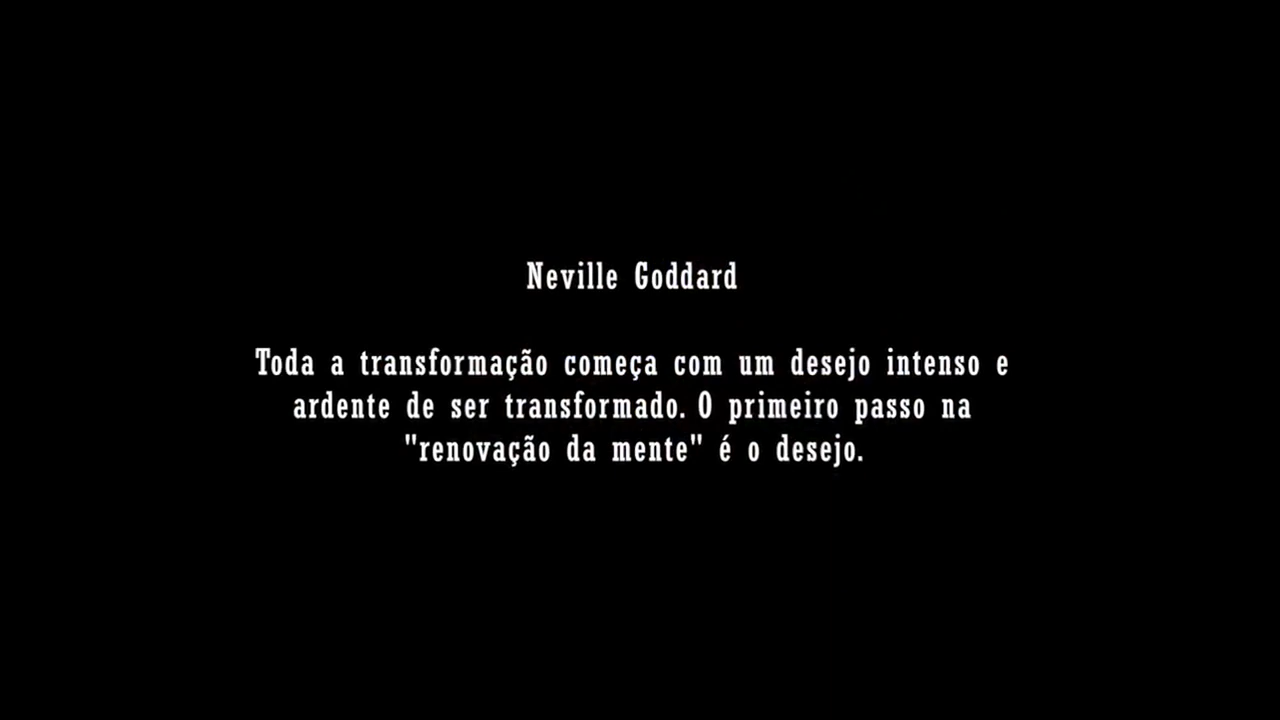 Neville Goddard
Toda a transformação começa com um desejo intenso e
ardente de ser transformado. O primeiro passo na
"renovação da mente" é o desejo.